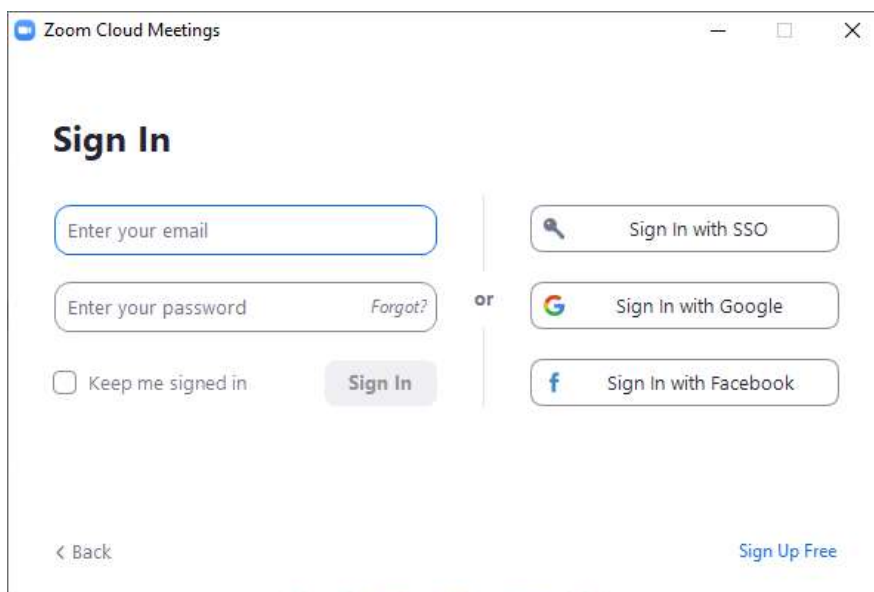 Zoom Cloud Meetings
Sign In
Enter your email
Enter your password
Forgot?
Keep me signed in
Sign In
or
Sign In with SSO
Sign In with Google
Sign In with Facebook
Back
Sign Up Free